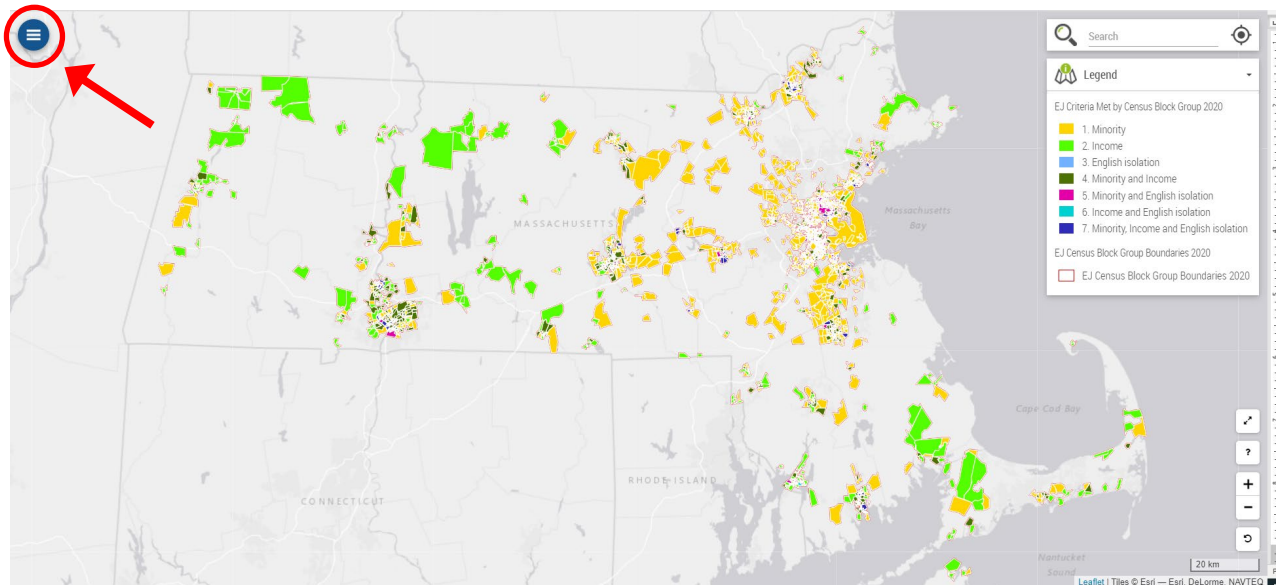 Search
Legend
EJ Criteria Met by Census Block Group 2020
1. Minority
2. Income
3. English isolation
4. Minority and Income
5. Minority and English isolation
6. Income and English isolation
7. Minority, Income and English isolation
EJ Census Block Group Boundaries 2020
EJ Census Block Group Boundaries 2020
MASSACHUSETTS
Massachusetts
Bay
Cape Cod Bay
RHODE ISLAND
CONNECTICUT
?
+
−
20 km
Nantucket
Sound
Leaflet | Tiles © Esri — Esri, DeLorme, NAVTEQ